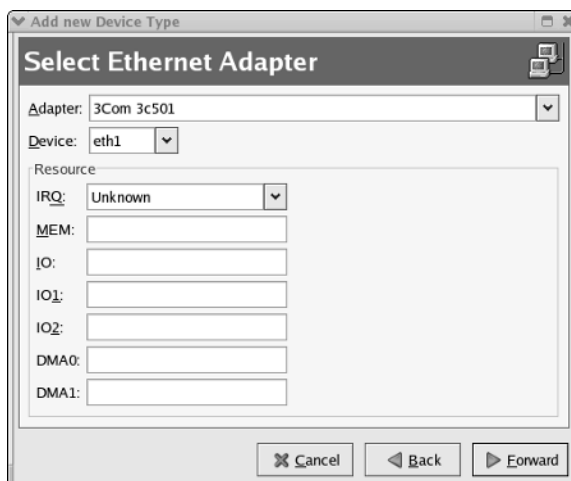 Add new Device Type
Select Ethernet Adapter
Adapter: 3Com 3c501
Device: eth1
Resource
IRQ: Unknown
MEM:
IO:
IO1:
IO2:
DMA0:
DMA1:
Cancel Back Forward